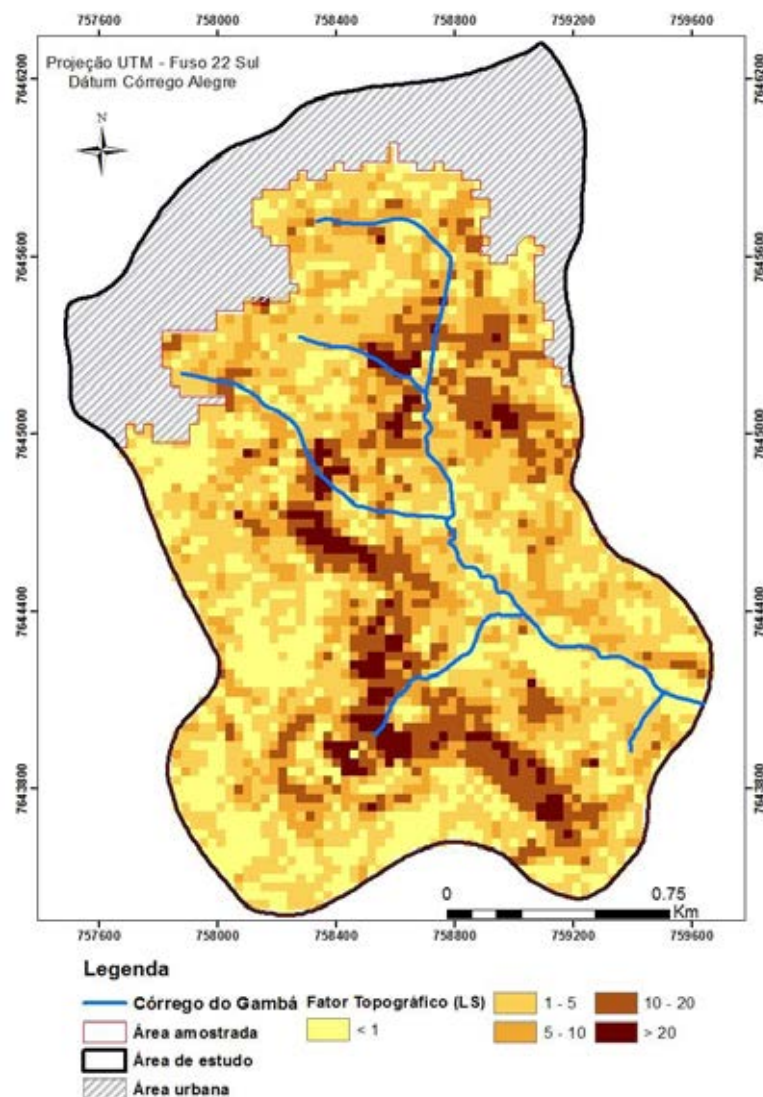 757600 758000 758400 758800 759200 759600
Projeção UTM - Fuso 22 Sul
Dátum Córrego Alegre
N
7646200 7646200
7645600 7645600
7645000 7645000
7644400 7644400
7643800 7643800
0 0.75
Km
757600 758000 758400 758800 759200 759600
Legenda
Córrego do Gambá Fator Topográfico (LS) 1 - 5 10 - 20
Área amostrada < 1 5 - 10 > 20
Área de estudo
Área urbana